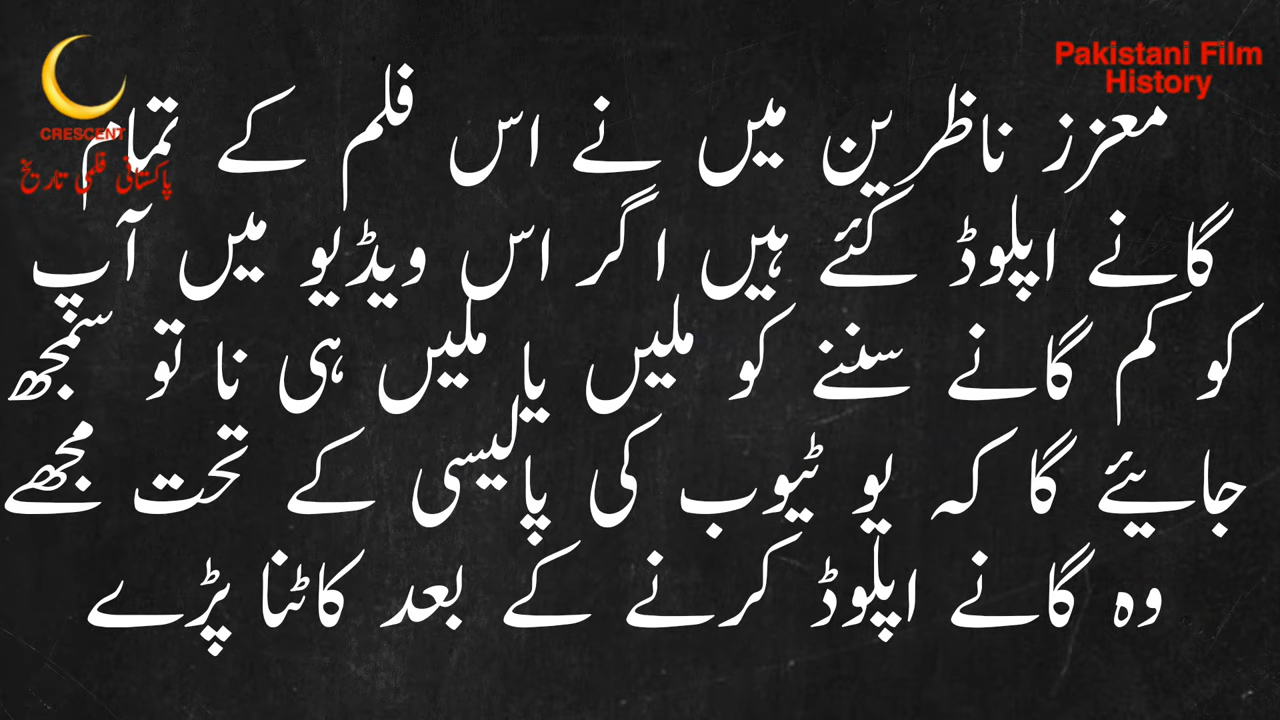 Pakistani Film
History
CRESCENT
پاکستانی فلمی تاریخ
معزز ناظرین میں نے اس فلم کے تمام
گانے اپلوڈ کئے ہیں اگر اس ویڈیو میں آپ
کو کم گانے سننے کو ملیں یا ملیں ہی نا تو سمجھ
جایئے گا کہ یو ٹیوب کی پالیسی کے تحت مجھے
وہ گانے اپلوڈ کرنے کے بعد کاٹنا پڑے